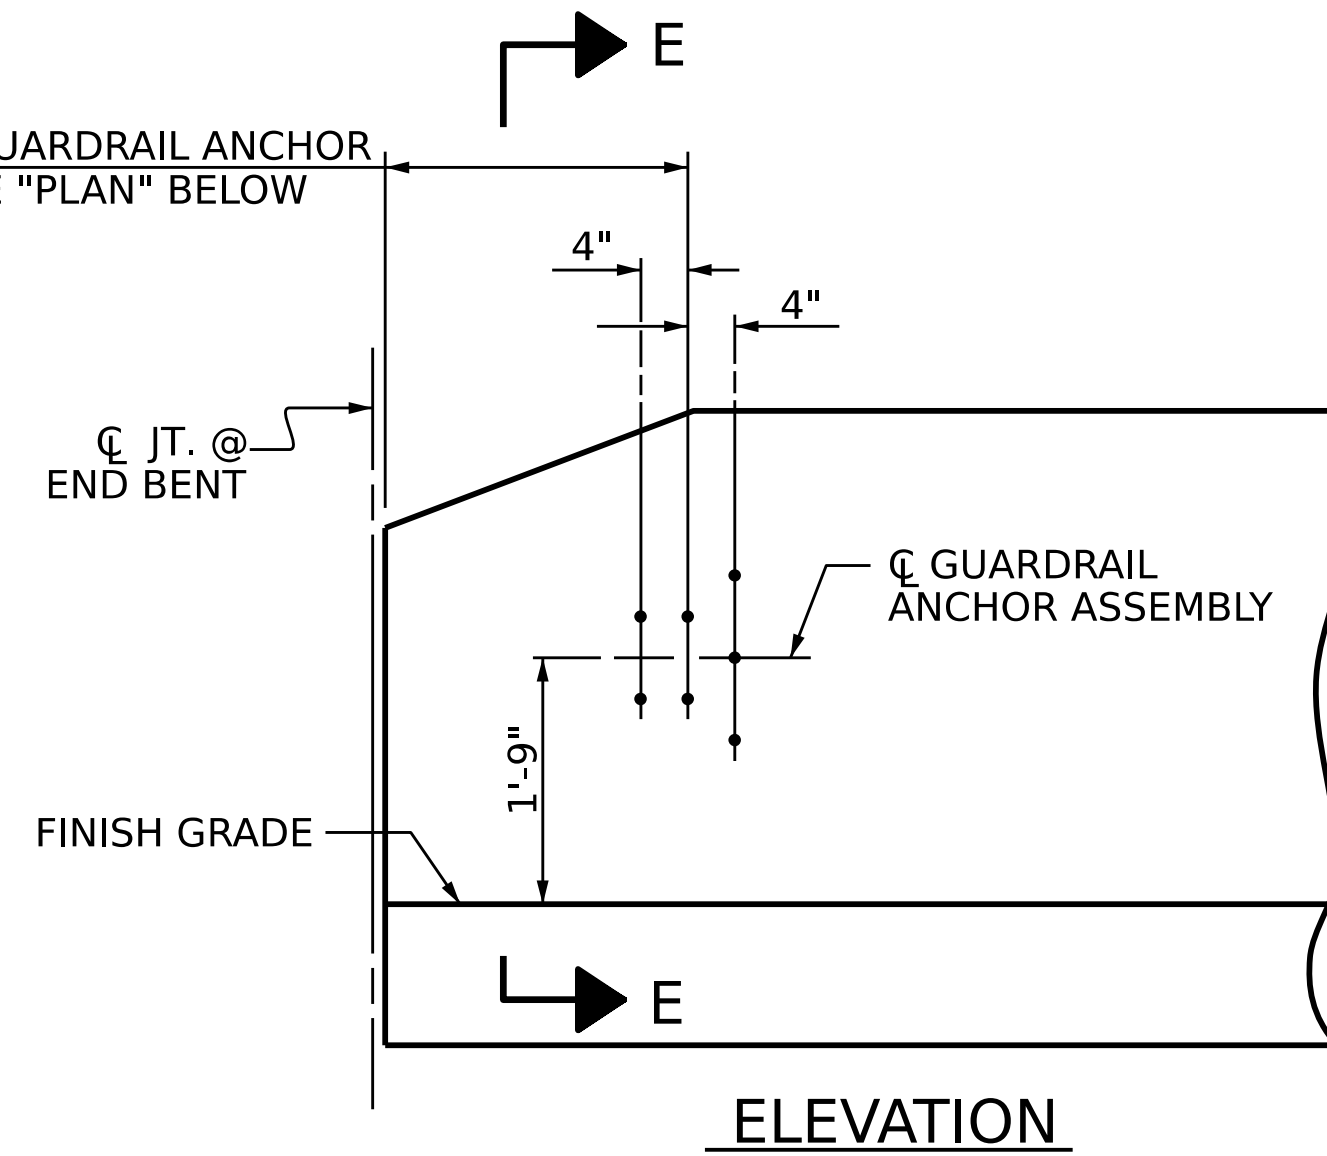 E
UARDRAIL ANCHOR
"PLAN" BELOW
4"
4"
℄ JT. @
END BENT
℄ GUARDRAIL
ANCHOR ASSEMBLY
1'-9"
FINISH GRADE
E
ELEVATION